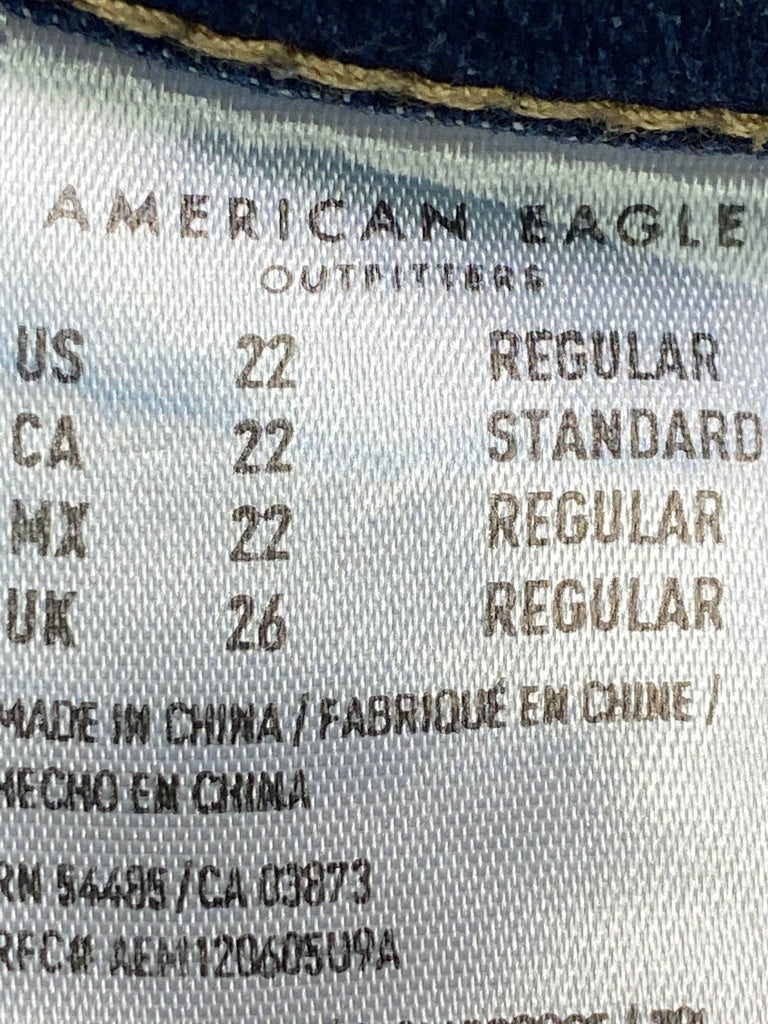 AMERICAN EAGLE
OUTFITTERS
US 22 REGULAR
CA 22 STANDARD
MX 22 REGULAR
UK 26 REGULAR
MADE IN CHINA / FABRIQUÉ EN CHINE /
HECHO EN CHINA
RN 54485 / CA 03873
RFC# AEM120605U9A